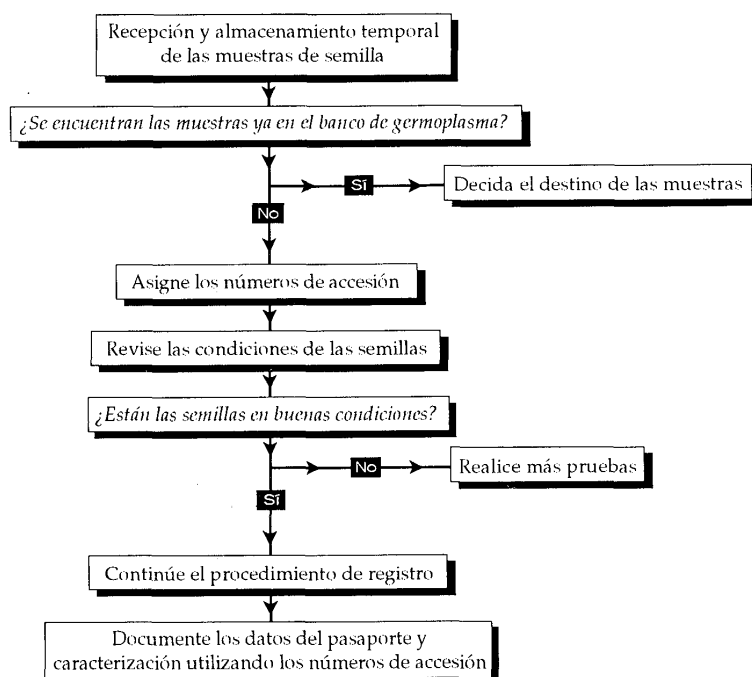 Recepción y almacenamiento temporal
de las muestras de semilla
¿Se encuentran las muestras ya en el banco de germoplasma?
Sí
Decida el destino de las muestras
No
Asigne los números de accesión
Revise las condiciones de las semillas
¿Están las semillas en buenas condiciones?
No
Realice más pruebas
Sí
Continúe el procedimiento de registro
Documente los datos del pasaporte y
caracterización utilizando los números de accesión